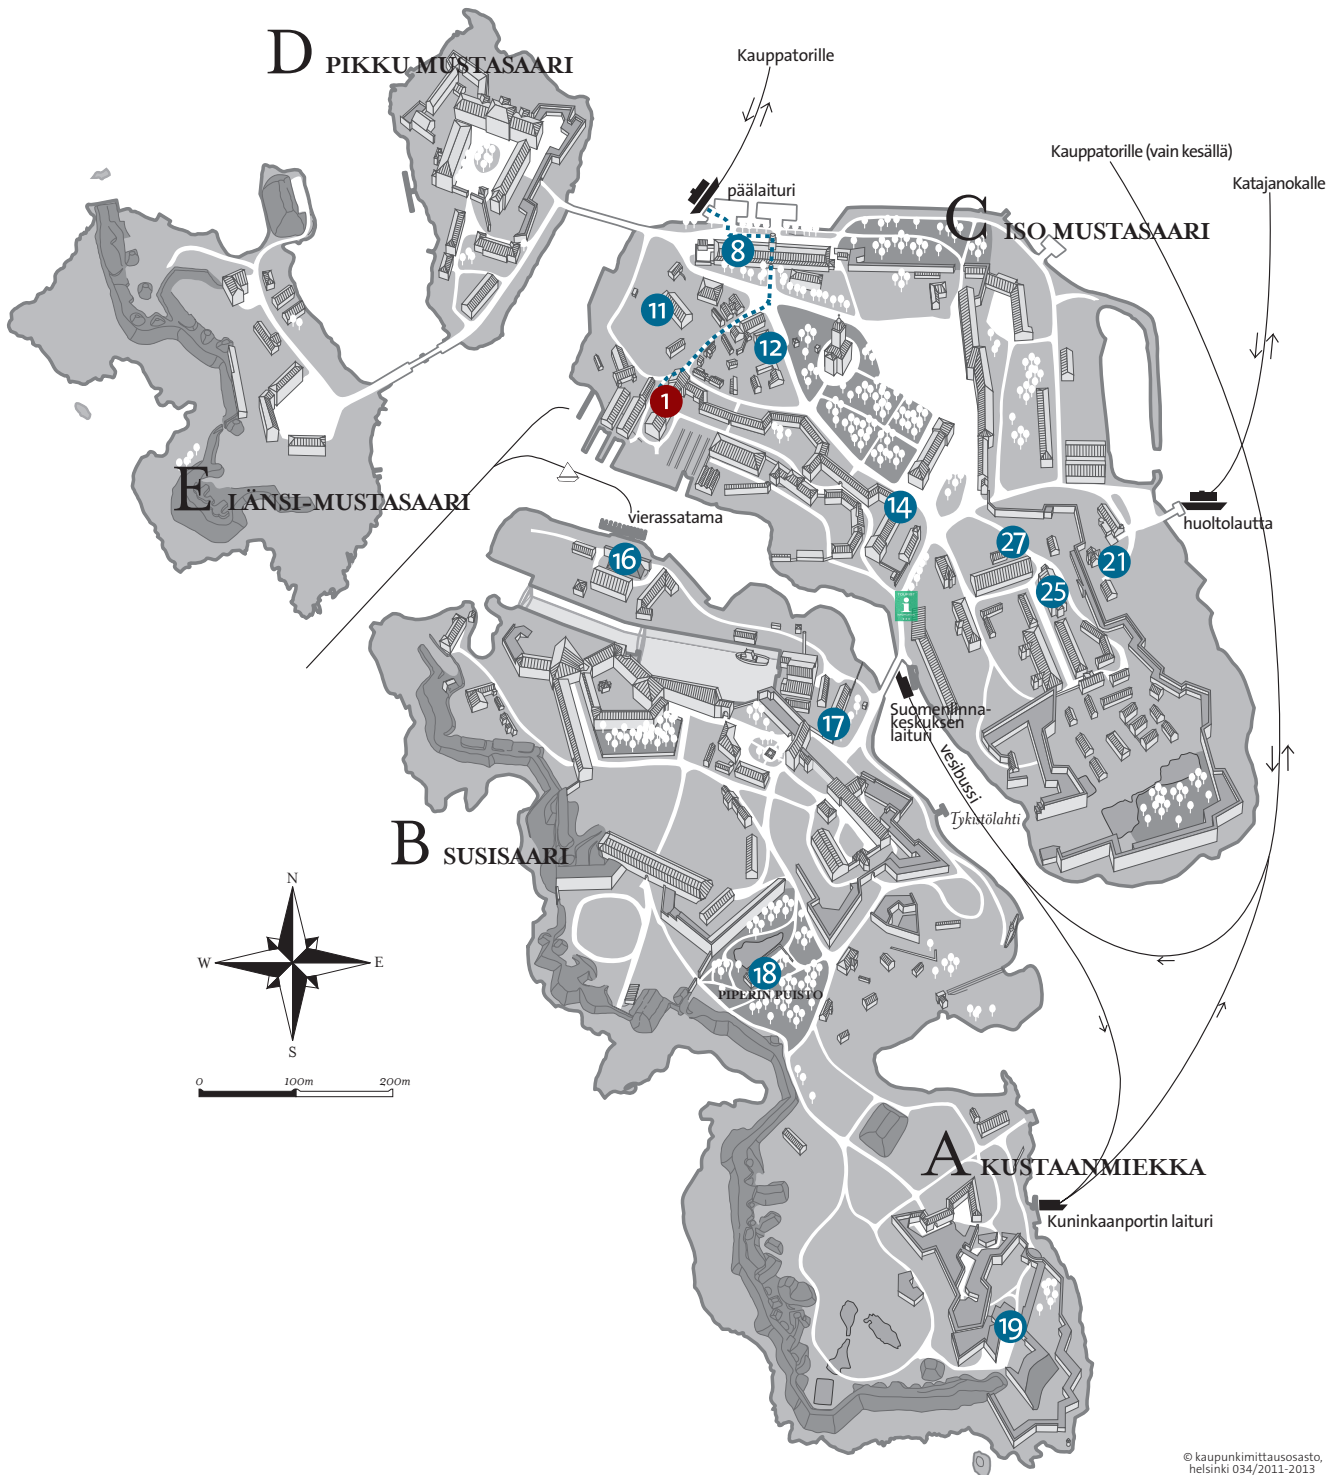 D PIKKU MUSTASAARI
Kauppatorille
Kauppatorille (vain kesällä)
Katajanokalle
päälaituri
C ISO MUSTASAARI
8
11
12
1
E LÄNSI-MUSTASAARI
vierassatama
14
huoltolautta
16
27
21
25
i
17
Suomenlinna-
keskuksen
laituri
vesibussi
Tykistölahti
B SUSISAARI
N
W
E
S
18
PIPERIN PUISTO
0 100m 200m
A KUSTAANMIEKKA
Kuninkaanportin laituri
19
© kaupunkimittausosasto,
helsinki 034/2011-2013